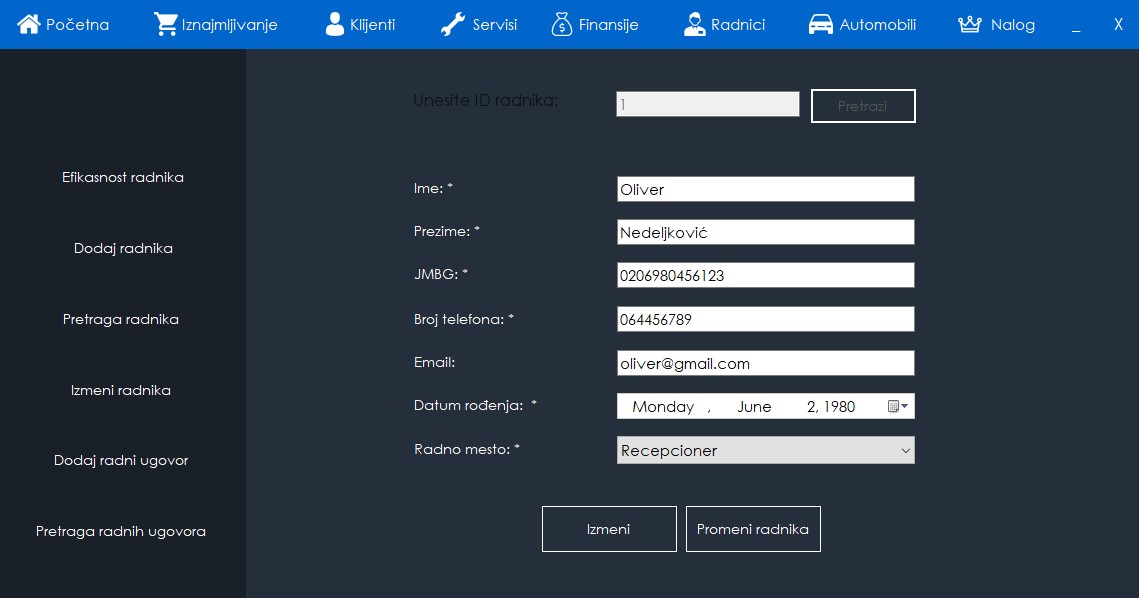 Početna Iznajmljivanje Klijenti Servisi Finansije Radnici Automobili Nalog _ X
Unesite ID radnika: 1 Pretrazi
Efikasnost radnika
Dodaj radnika
Pretraga radnika
Izmeni radnika
Dodaj radni ugovor
Pretraga radnih ugovora
Ime: * Oliver
Prezime: * Nedeljković
JMBG: * 0206980456123
Broj telefona: * 064456789
Email: oliver@gmail.com
Datum rođenja: * Monday , June 2, 1980
Radno mesto: * Recepcioner
Izmeni Promeni radnika